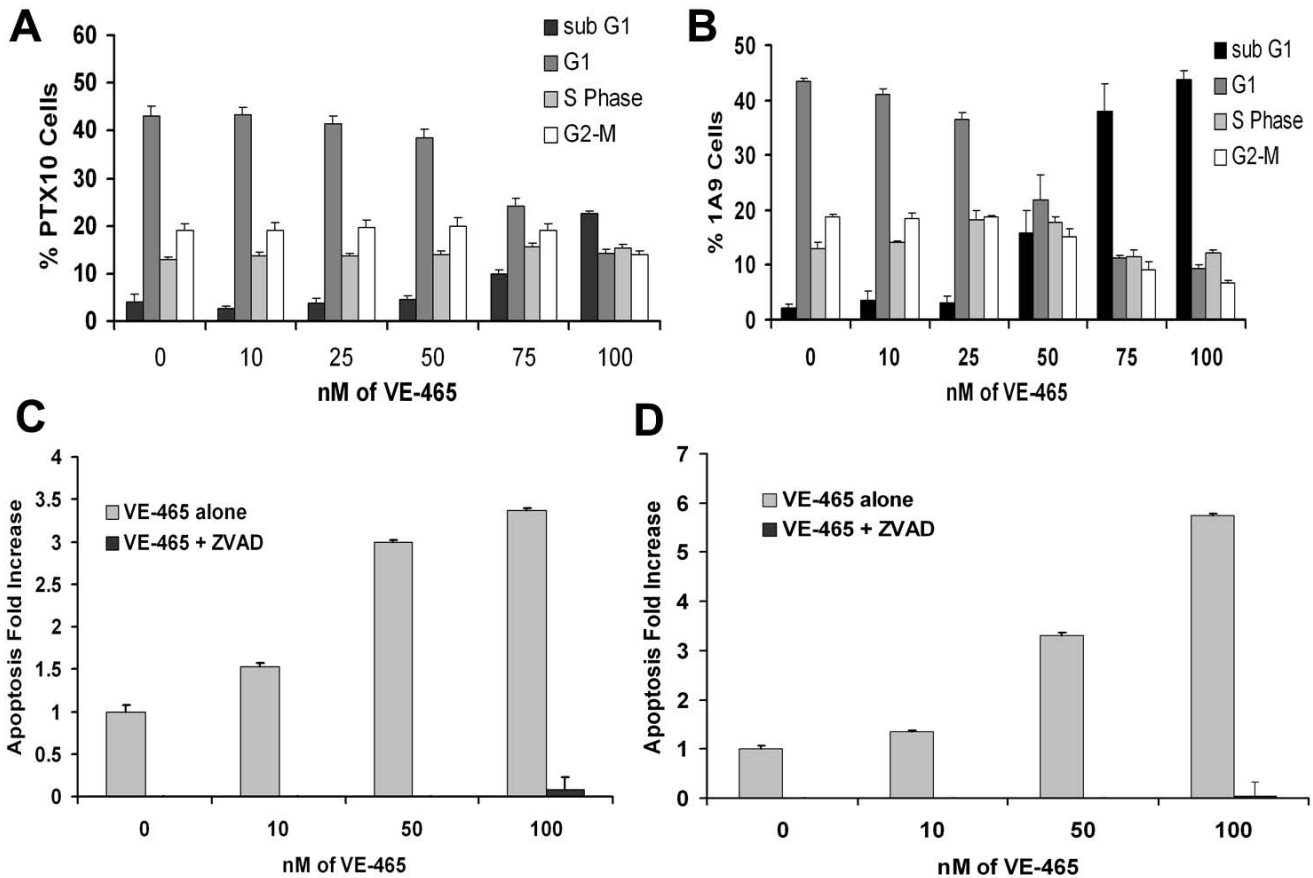 A
% PTX10 Cells
60
50
40
30
20
10
0
sub G1
G1
S Phase
G2-M
0 10 25 50 75 100
nM of VE-465
B
% 1A9 Cells
50
40
30
20
10
0
sub G1
G1
S Phase
G2-M
0 10 25 50 75 100
nM of VE-465
C
Apoptosis Fold Increase
4
3.5
3
2.5
2
1.5
1
0.5
0
VE-465 alone
VE-465 + ZVAD
0 10 50 100
nM of VE-465
D
Apoptosis Fold Increase
7
6
5
4
3
2
1
0
VE-465 alone
VE-465 + ZVAD
0 10 50 100
nM of VE-465